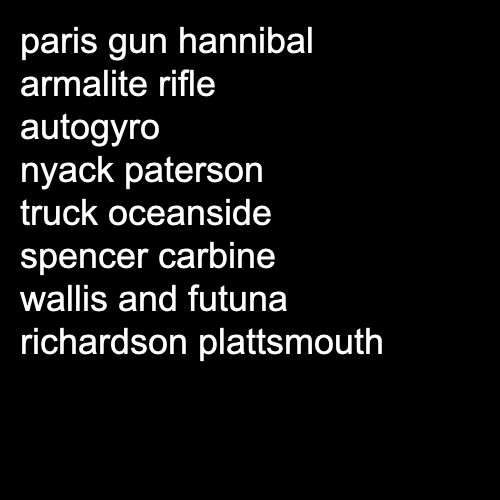 paris gun hannibal
armalite rifle
autogyro
nyack paterson
truck oceanside
spencer carbine
wallis and futuna
richardson plattsmouth